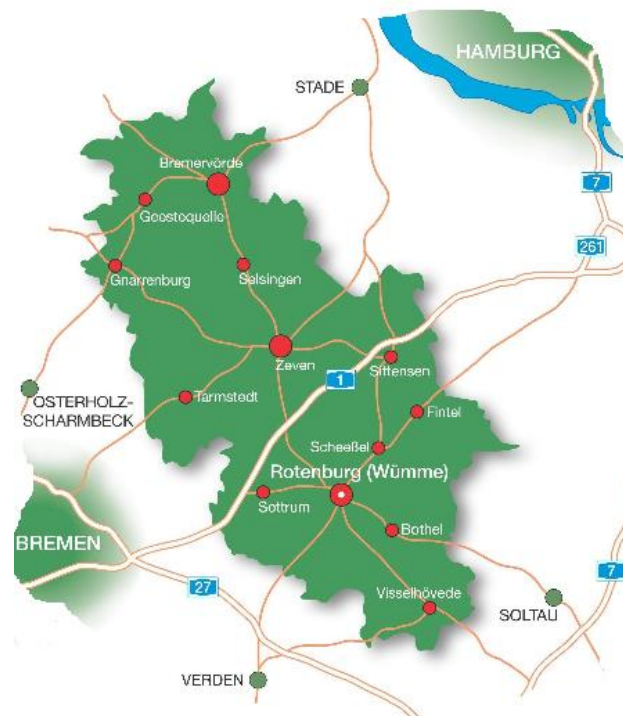 HAMBURG
STADE
Bremervörde
7
Geestequelle
261
Gnarrenburg
Selsingen
Zeven
Sittensen
1
OSTERHOLZ-
SCHARMBECK
Tarmstedt
Fintel
Scheeßel
Rotenburg (Wümme)
Sottrum
Bothel
BREMEN
7
27
Visselhövede
SOLTAU
VERDEN